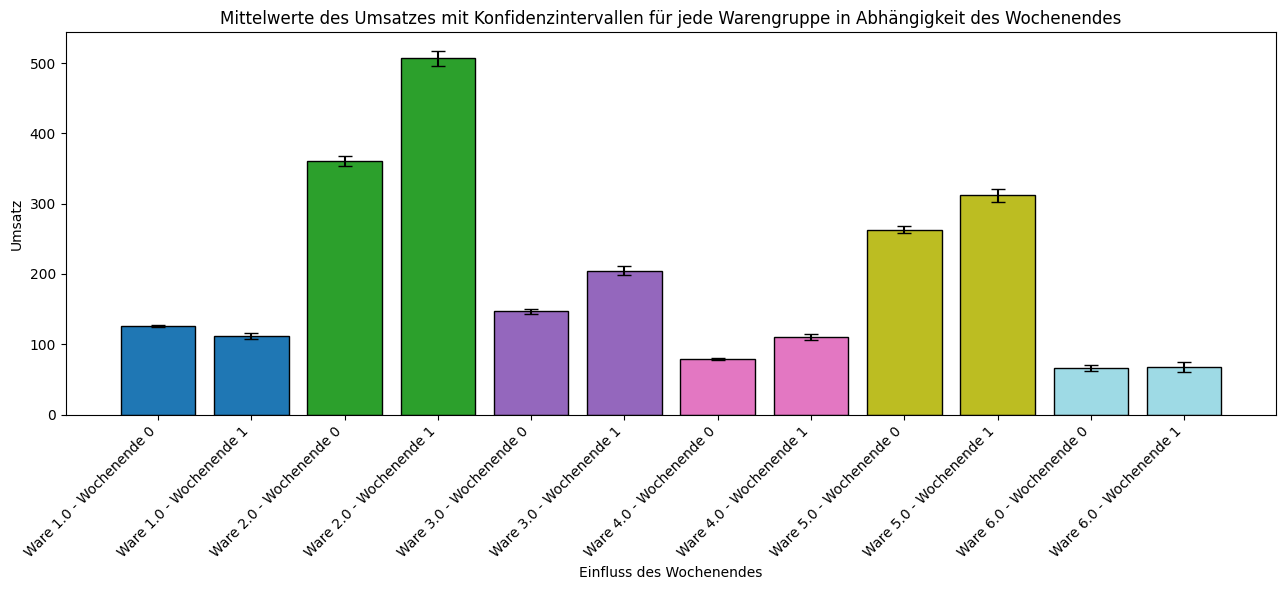 Mittelwerte des Umsatzes mit Konfidenzintervallen für jede Warengruppe in Abhängigkeit des Wochenendes
Umsatz
500
400
300
200
100
0
Ware 1.0 - Wochenende 0
Ware 1.0 - Wochenende 1
Ware 2.0 - Wochenende 0
Ware 2.0 - Wochenende 1
Ware 3.0 - Wochenende 0
Ware 3.0 - Wochenende 1
Ware 4.0 - Wochenende 0
Ware 4.0 - Wochenende 1
Ware 5.0 - Wochenende 0
Ware 5.0 - Wochenende 1
Ware 6.0 - Wochenende 0
Ware 6.0 - Wochenende 1
Einfluss des Wochenendes